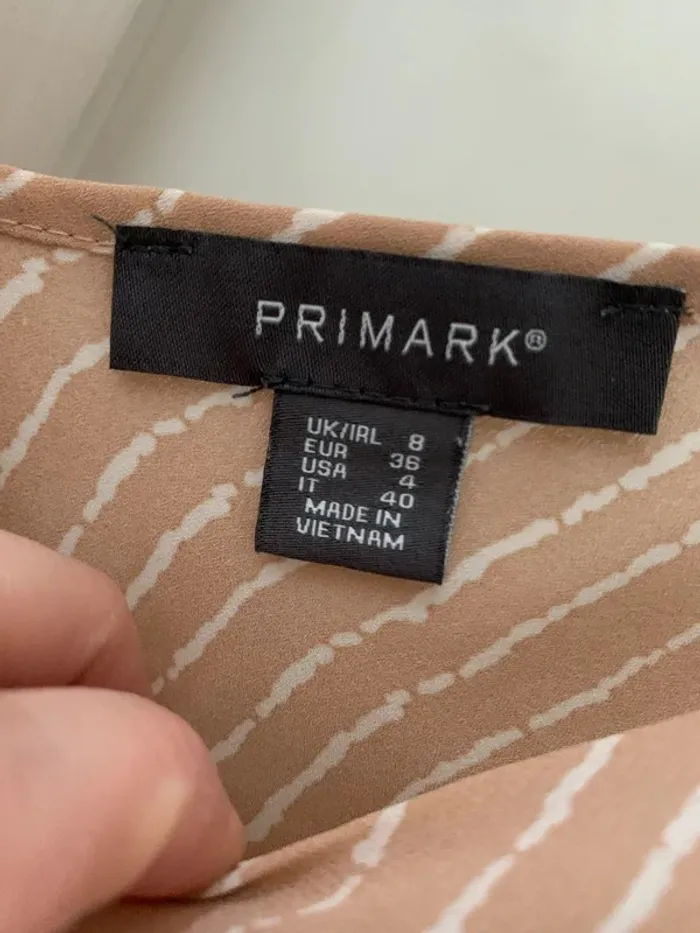 PRIMARK®
UK/IRL 8
EUR 36
USA 4
IT 40
MADE IN
VIETNAM